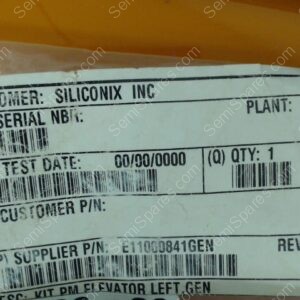 OMER: SILICONIX INC
SERIAL NBR:
PLANT:
TEST DATE: 00/00/0000
(Q) QTY: 1
CUSTOMER P/N:
P) SUPPLIER P/N: E11000841GEN
REV
ESC: KIT PM ELEVATOR LEFT,GEN